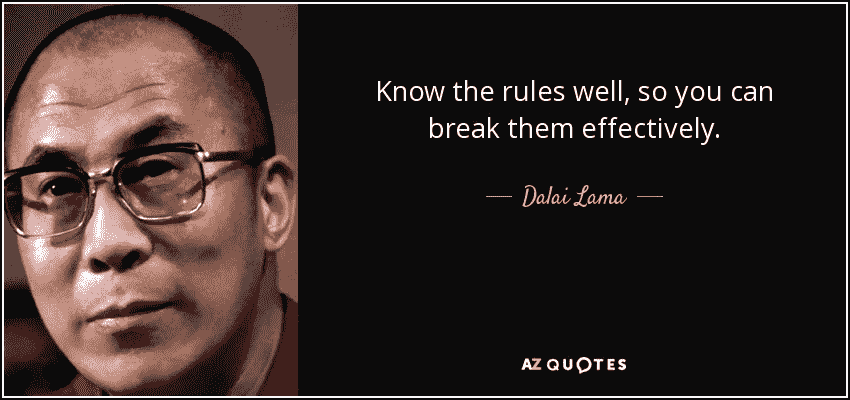 Know the rules well, so you can
break them effectively.
Dalai Lama
AZ QUOTES